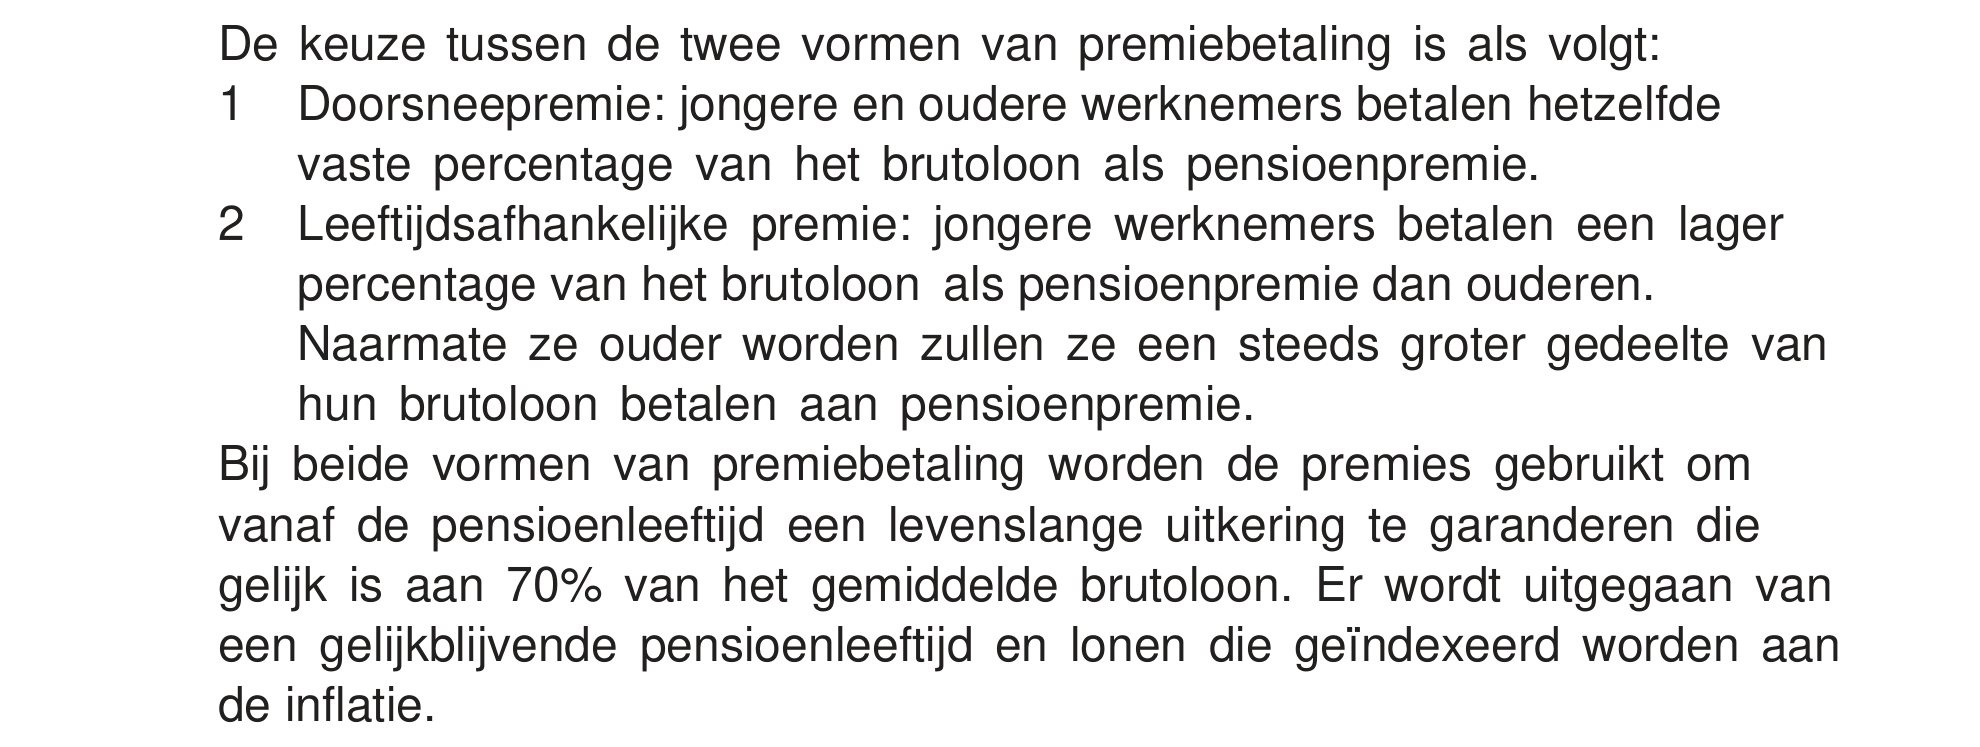 De keuze tussen de twee vormen van premiebetaling is als volgt:
1 Doorsneepremie: jongere en oudere werknemers betalen hetzelfde
vaste percentage van het brutoloon als pensioenpremie.
2 Leeftijdsafhankelijke premie: jongere werknemers betalen een lager
percentage van het brutoloon als pensioenpremie dan ouderen.
Naarmate ze ouder worden zullen ze een steeds groter gedeelte van
hun brutoloon betalen aan pensioenpremie.
Bij beide vormen van premiebetaling worden de premies gebruikt om
vanaf de pensioenleeftijd een levenslange uitkering te garanderen die
gelijk is aan 70% van het gemiddelde brutoloon. Er wordt uitgegaan van
een gelijkblijvende pensioenleeftijd en lonen die geïndexeerd worden aan
de inflatie.